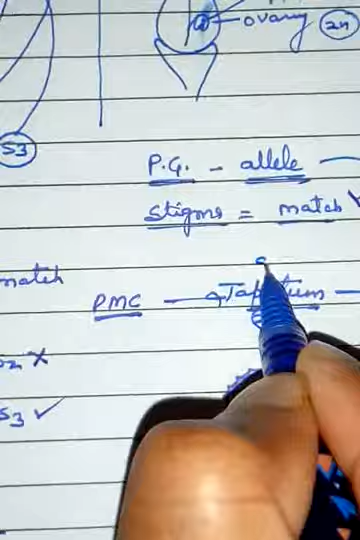 ovary 2n
S3
P.G. - allele
Stigma = match
match
PMC → Tapetum
S3 ✓